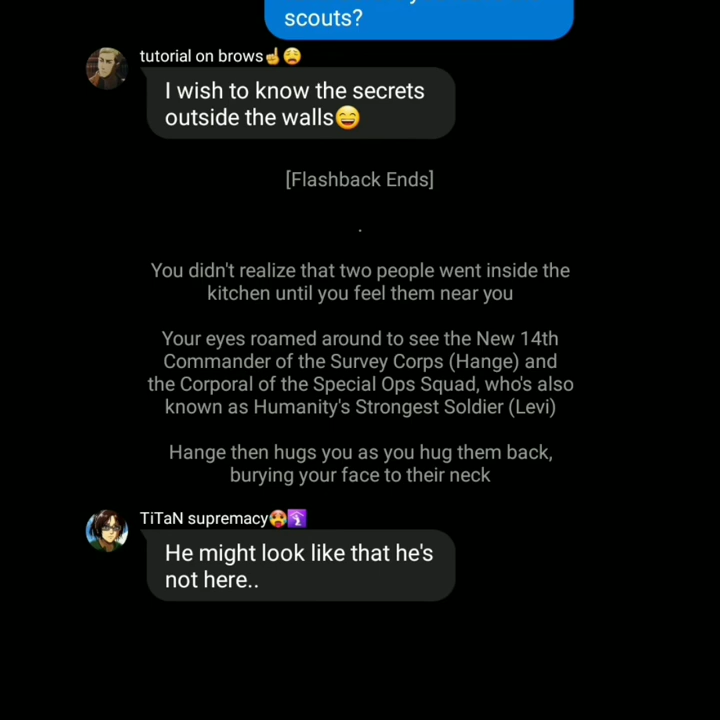 scouts?
tutorial on brows☝️😩
I wish to know the secrets
outside the walls😄
[Flashback Ends]
.
You didn't realize that two people went inside the
kitchen until you feel them near you
Your eyes roamed around to see the New 14th
Commander of the Survey Corps (Hange) and
the Corporal of the Special Ops Squad, who's also
known as Humanity's Strongest Soldier (Levi)
Hange then hugs you as you hug them back,
burying your face to their neck
TiTaN supremacy🥵🛐
He might look like that he's
not here..